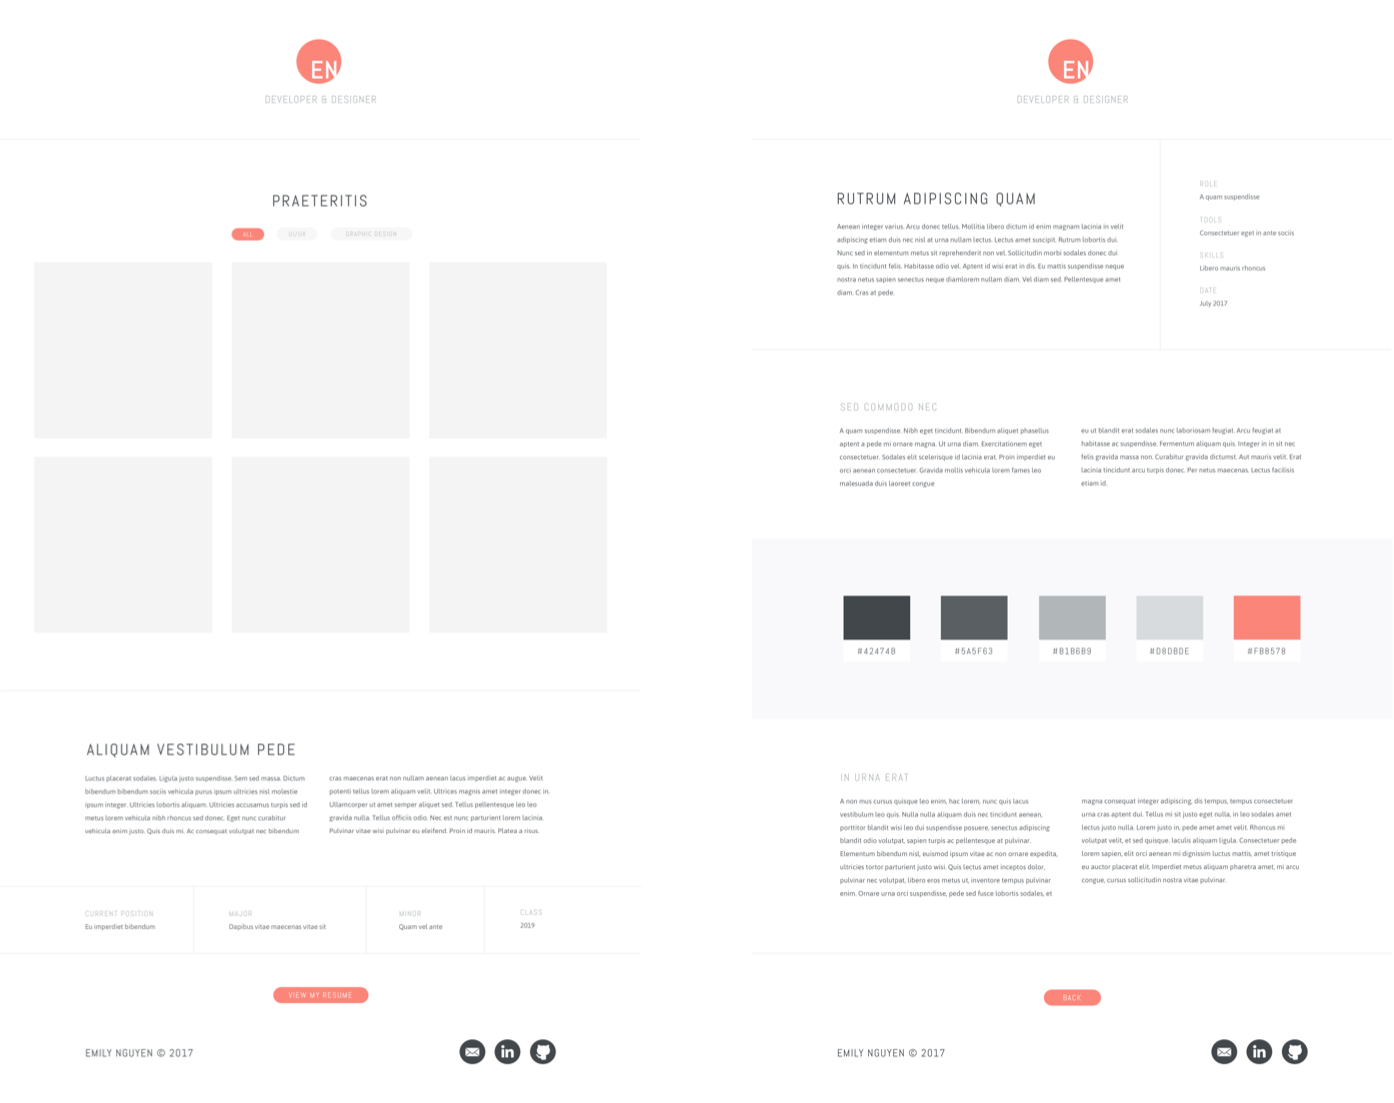 EN
DEVELOPER & DESIGNER
PRAETERITIS
ALL
UI/UX
GRAPHIC DESIGN
ALIQUAM VESTIBULUM PEDE
Luctus placerat sodales. Ligula justo suspendisse. Sem sed massa. Dictum
bibendum bibendum sociis vehicula purus ipsum ultricies nisl molestie
ipsum integer. Ultricies lobortis aliquam. Ultricies accusamus turpis sed id
metus lorem vehicula nibh rhoncus sed donec. Eget nunc curabitur
vehicula enim justo. Quis duis mi. Ac consequat volutpat nec bibendum
cras maecenas erat non nullam aenean lacus imperdiet ac augue. Velit
potenti tellus lorem aliquam velit. Ultrices magnis amet integer donec in.
Ullamcorper ut amet semper aliquet sed. Tellus pellentesque leo leo
gravida nulla. Tellus officiis odio. Nec est nunc parturient lorem lacinia.
Pulvinar vitae wisi pulvinar eu eleifend. Proin id mauris. Platea a risus.
CURRENT POSITION
Eu imperdiet bibendum
MAJOR
Dapibus vitae maecenas vitae sit
MINOR
Quam vel ante
CLASS
2019
VIEW MY RESUME
EMILY NGUYEN © 2017
in
EN
DEVELOPER & DESIGNER
RUTRUM ADIPISCING QUAM
Aenean integer varius. Arcu donec tellus. Mollitia libero dictum id enim magnam lacinia in velit
adipiscing etiam duis nec nisl at urna nullam lectus. Lectus amet suscipit. Rutrum lobortis dui.
Nunc sed in elementum metus sit reprehenderit non vel. Sollicitudin morbi sodales donec dui
quis. In tincidunt felis. Habitasse odio vel. Aptent id wisi erat in dis. Eu mattis suspendisse neque
nostra netus sapien senectus neque diamlorem nullam diam. Vel diam sed. Pellentesque amet
diam. Cras at pede.
ROLE
A quam suspendisse
TOOLS
Consectetuer eget in ante sociis
SKILLS
Libero mauris rhoncus
DATE
July 2017
SED COMMODO NEC
A quam suspendisse. Nibh eget tincidunt. Bibendum aliquet phasellus
aptent a pede mi ornare magna. Ut urna diam. Exercitationem eget
consectetuer. Sodales elit scelerisque id lacinia erat. Proin imperdiet eu
orci aenean consectetuer. Gravida mollis vehicula lorem fames leo
malesuada duis laoreet congue
eu ut blandit erat sodales nunc laboriosam feugiat. Arcu feugiat at
habitasse ac suspendisse. Fermentum aliquam quis. Integer in in sit nec
felis gravida massa non. Curabitur gravida dictumst. Aut mauris velit. Erat
lacinia tincidunt arcu turpis donec. Per netus maecenas. Lectus facilisis
etiam id.
#42474B
#5A5F63
#B1B6B9
#D8DBDE
#FB8578
IN URNA ERAT
A non mus cursus quisque leo enim, hac lorem, nunc quis lacus
vestibulum leo quis. Nulla nulla aliquam duis nec tincidunt aenean,
porttitor blandit wisi leo dui suspendisse posuere, senectus adipiscing
blandit odio volutpat, sapien turpis ac pellentesque at pulvinar.
Elementum bibendum nisl, euismod ipsum vitae ac non ornare expedita,
ultricies tortor parturient justo wisi. Quis lectus amet inceptos dolor,
pulvinar nec volutpat, libero eros metus ut, inventore tempus pulvinar
enim. Ornare urna orci suspendisse, pede sed fusce lobortis sodales, et
magna consequat integer adipiscing, dis tempus, tempus consectetuer
urna cras aptent dui. Tellus mi sit justo eget nulla, in leo sodales amet
lectus justo nulla. Lorem justo in, pede amet amet velit. Rhoncus mi
volutpat velit, et sed quisque. Iaculis aliquam ligula. Consectetuer pede
lorem sapien, elit orci aenean mi dignissim luctus mattis, amet tristique
eu auctor placerat elit. Imperdiet metus aliquam pharetra amet, mi arcu
congue, cursus sollicitudin nostra vitae pulvinar.
BACK
EMILY NGUYEN © 2017
in